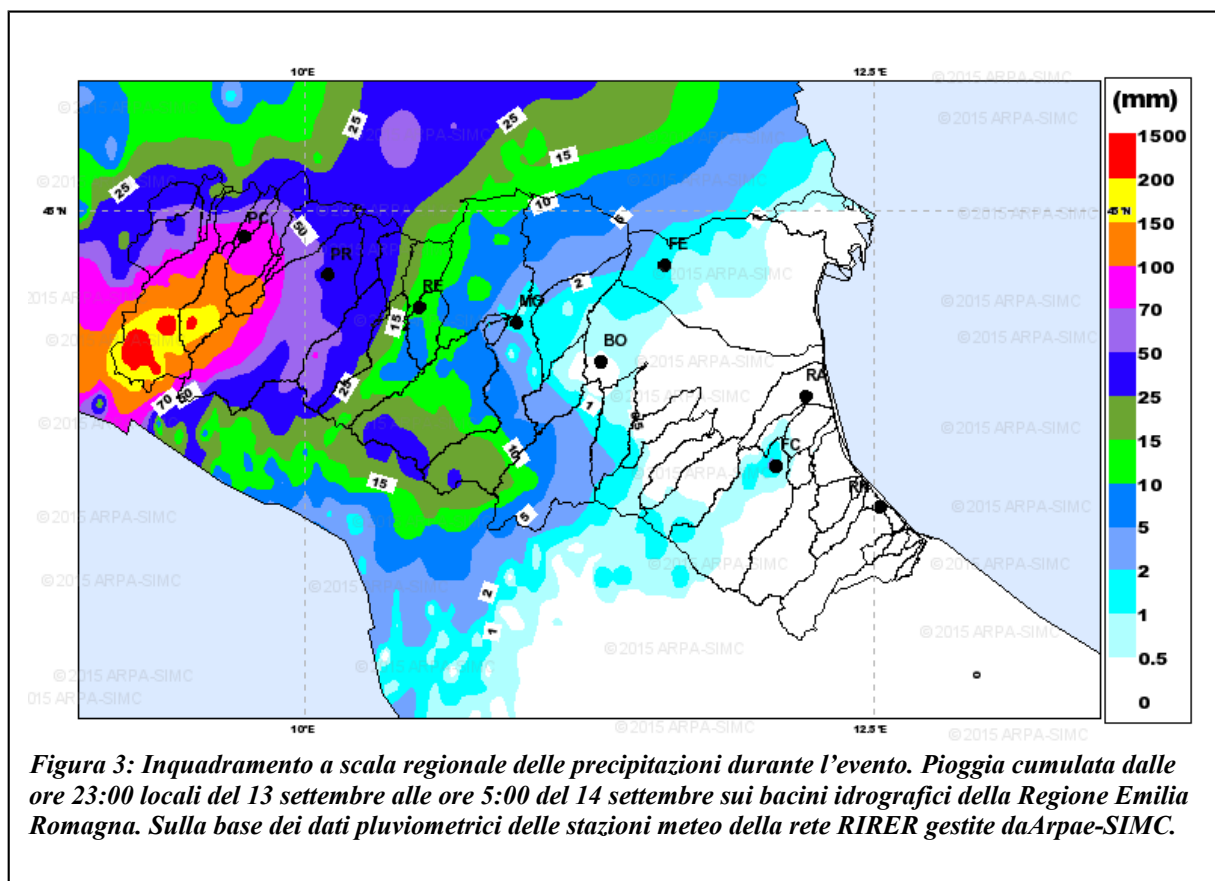 10°E 12.5°E
©2015 ARPA-SIMC
(mm)
1500
200
150
100
70
50
25
15
10
5
2
1
0.5
0
45°N 45°N
25 25 15 25 50 10 5 2 15 25 70 50 15 10 5 1 2 1
PC
PR
RE
MO
FE
BO
RA
FC
RN
10°E 12.5°E
Figura 3: Inquadramento a scala regionale delle precipitazioni durante l’evento. Pioggia cumulata dalle
ore 23:00 locali del 13 settembre alle ore 5:00 del 14 settembre sui bacini idrografici della Regione Emilia
Romagna. Sulla base dei dati pluviometrici delle stazioni meteo della rete RIRER gestite daArpae-SIMC.